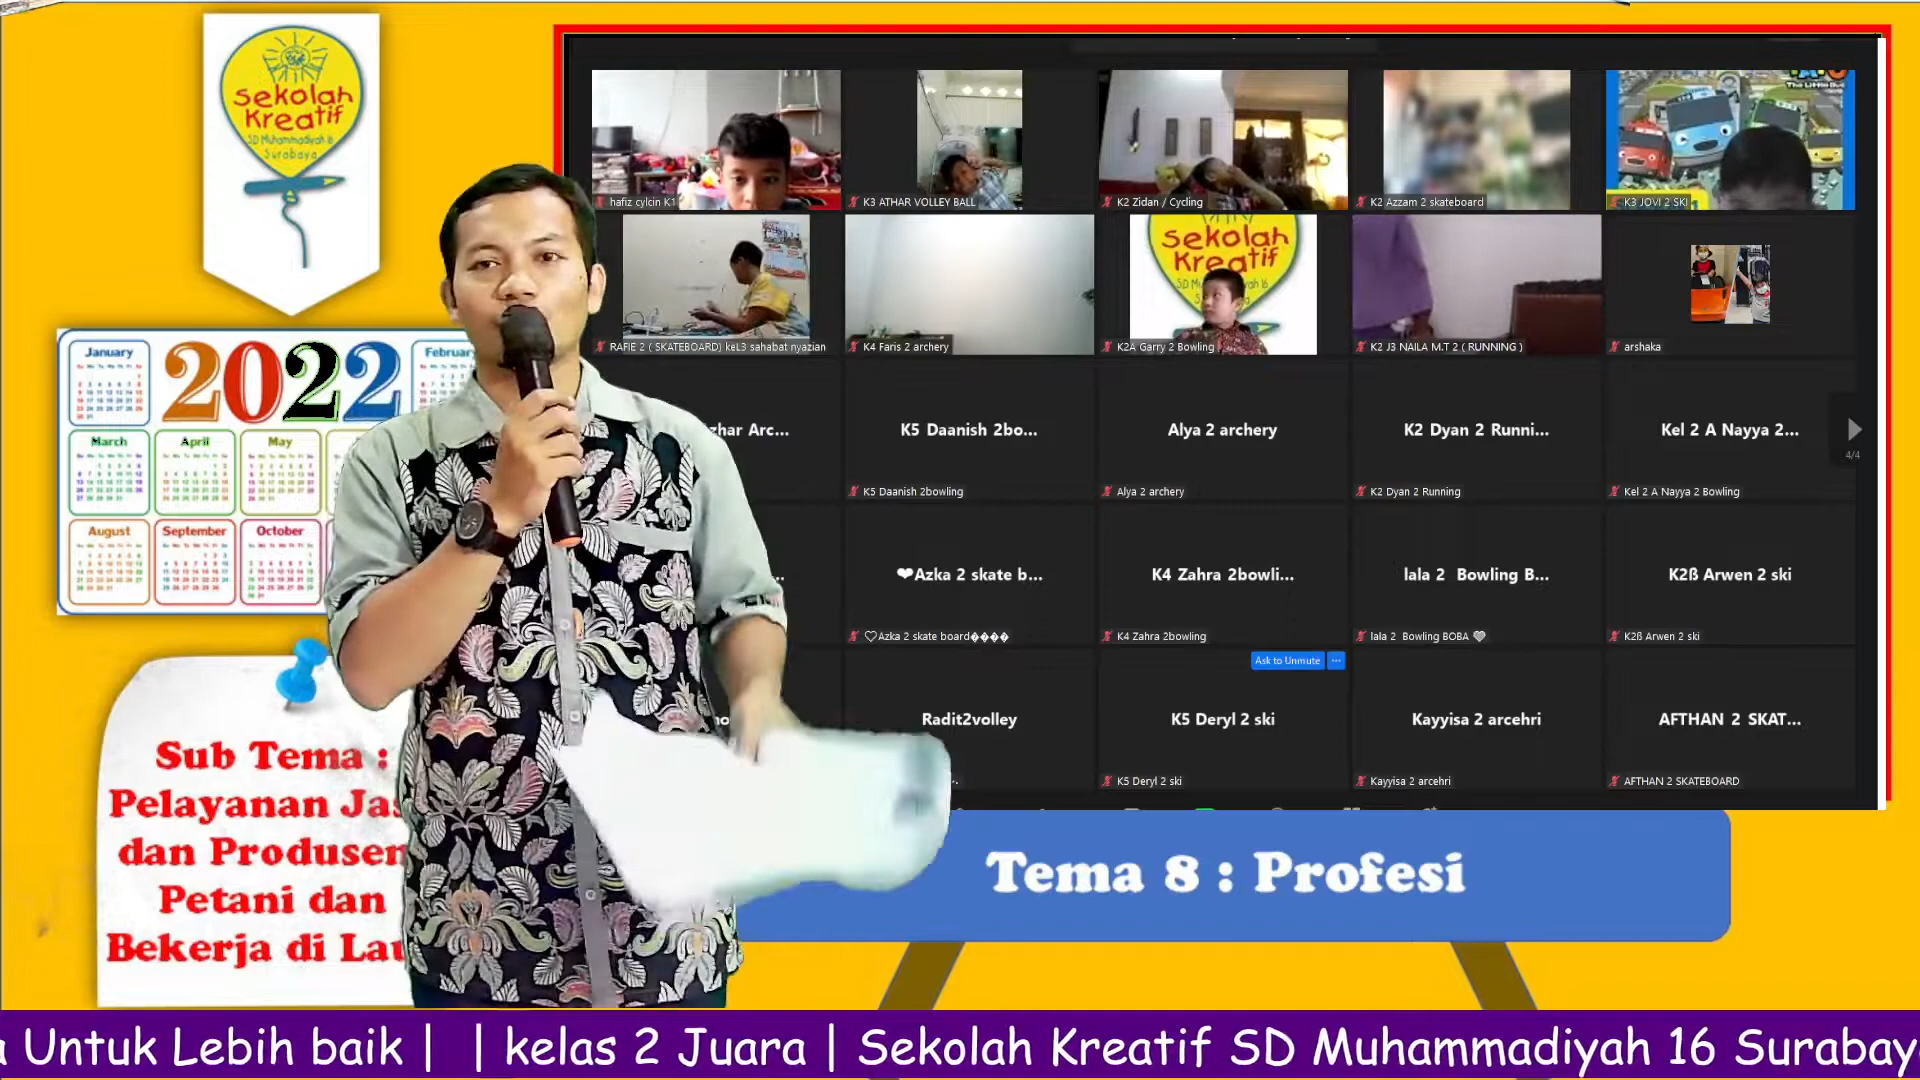 Sekolah
Kreatif
SD Muhammadiyah 16
Surabaya
January
2022
March
April
May
August
September
October
Sub Tema :
Pelayanan
dan
Petani dan
Bekerja di
hafiz cylcin K1
K3 ATHAR VOLLEY BALL
K2 Zidan / Cycling
K2 Azzam 2 skateboard
K3 JOVI 2 SKI
Sekolah
Kreatif
RAFIE 2 ( SKATEBOARD) keL3 sahabat nyazian
K4 Faris 2 archery
K2A Garry 2 Bowling
K2 J3 NAILA M.T 2 ( RUNNING )
arshaka
zhar Arc...
K5 Daanish 2bo...
Alya 2 archery
K2 Dyan 2 Runni...
Kel 2 A Nayya 2...
4/4
K5 Daanish 2bowling
Alya 2 archery
K2 Dyan 2 Running
Kel 2 A Nayya 2 Bowling
❤Azka 2 skate b...
K4 Zahra 2bowli...
lala 2 Bowling B...
K2ß Arwen 2 ski
♡Azka 2 skate board����
K4 Zahra 2bowling
lala 2 Bowling BOBA
K2ß Arwen 2 ski
Ask to Unmute ...
Radit2volley
K5 Deryl 2 ski
Kayyisa 2 arcehri
AFTHAN 2 SKAT...
K5 Deryl 2 ski
Kayyisa 2 arcehri
AFTHAN 2 SKATEBOARD
Tema 8 : Profesi
a Untuk Lebih baik | | kelas 2 Juara | Sekolah Kreatif SD Muhammadiyah 16 Surabay